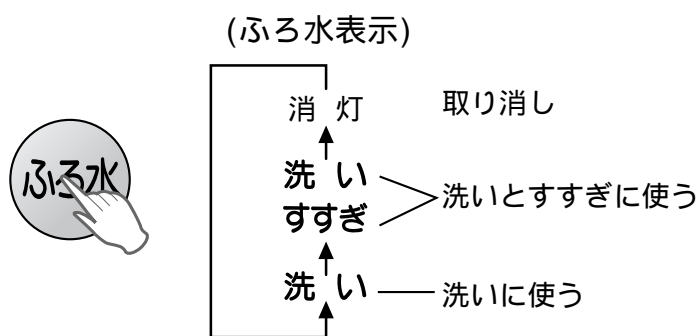 (ふろ水表示)
消 灯 取り消し
ふろ水
洗 い
すすぎ
洗いとすすぎに使う
洗 い 洗いに使う